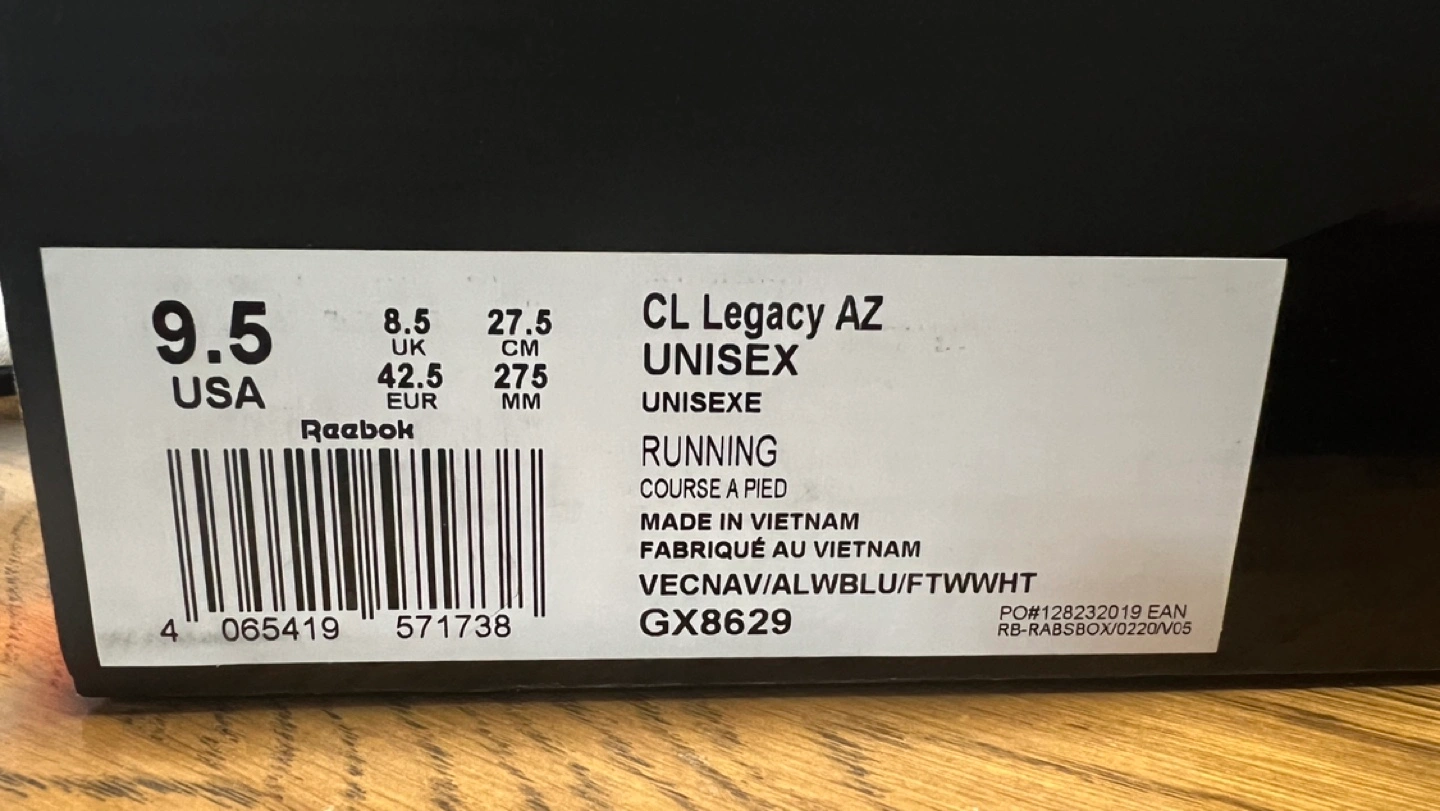 9.5
USA
8.5
UK
42.5
EUR
27.5
CM
275
MM
Reebok
4 065419 571738
CL Legacy AZ
UNISEX
UNISEXE
RUNNING
COURSE A PIED
MADE IN VIETNAM
FABRIQUÉ AU VIETNAM
VECNAV/ALWBLU/FTWWHT
GX8629
PO#128232019 EAN
RB-RABSBOX/0220/V05